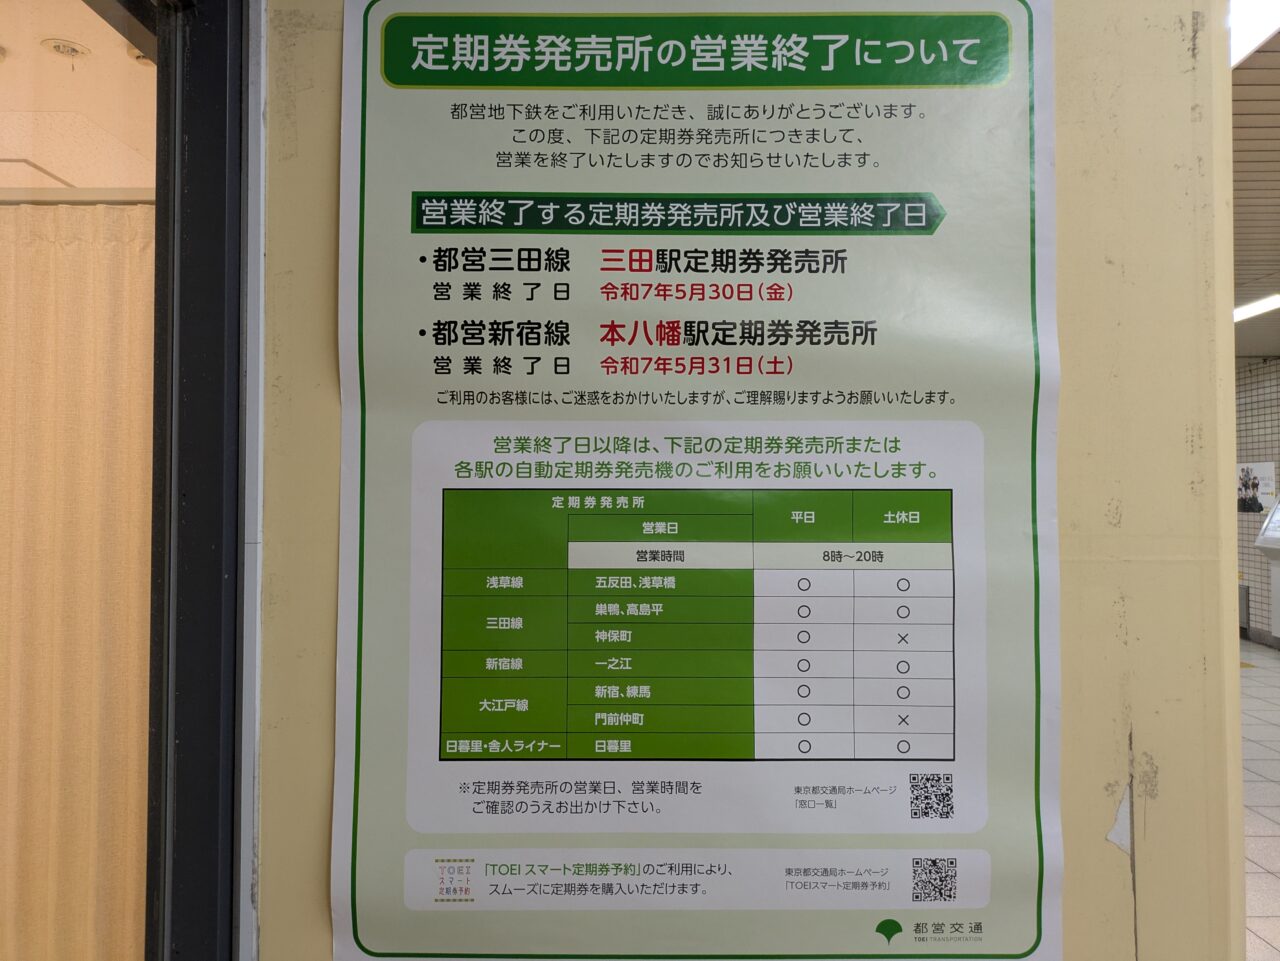 定期券発売所の営業終了について
都営地下鉄をご利用いただき、誠にありがとうございます。
この度、下記の定期券発売所につきまして、
営業を終了いたしますのでお知らせいたします。
営業終了する定期券発売所及び営業終了日
・都営三田線 三田駅定期券発売所
営業終了日 令和7年5月30日(金)
・都営新宿線 本八幡駅定期券発売所
営業終了日 令和7年5月31日(土)
ご利用のお客様には、ご迷惑をおかけいたしますが、ご理解賜りますようお願いいたします。
営業終了日以降は、下記の定期券発売所または
各駅の自動定期券発売機のご利用をお願いいたします。
定期券発売所 平日 土休日
営業日
営業時間 8時～20時
浅草線 五反田、浅草橋 ○ ○
三田線 巣鴨、高島平 ○ ○
神保町 ○ ×
新宿線 一之江 ○ ○
大江戸線 新宿、練馬 ○ ○
門前仲町 ○ ×
日暮里・舎人ライナー 日暮里 ○ ○
※定期券発売所の営業日、営業時間を
ご確認のうえお出かけ下さい。
東京都交通局ホームページ
「窓口一覧」
TOEI
スマート
定期券予約
「TOEI スマート定期券予約」のご利用により、
スムーズに定期券を購入いただけます。
東京都交通局ホームページ
「TOEIスマート定期券予約」
都営交通
TOEI TRANSPORTATION